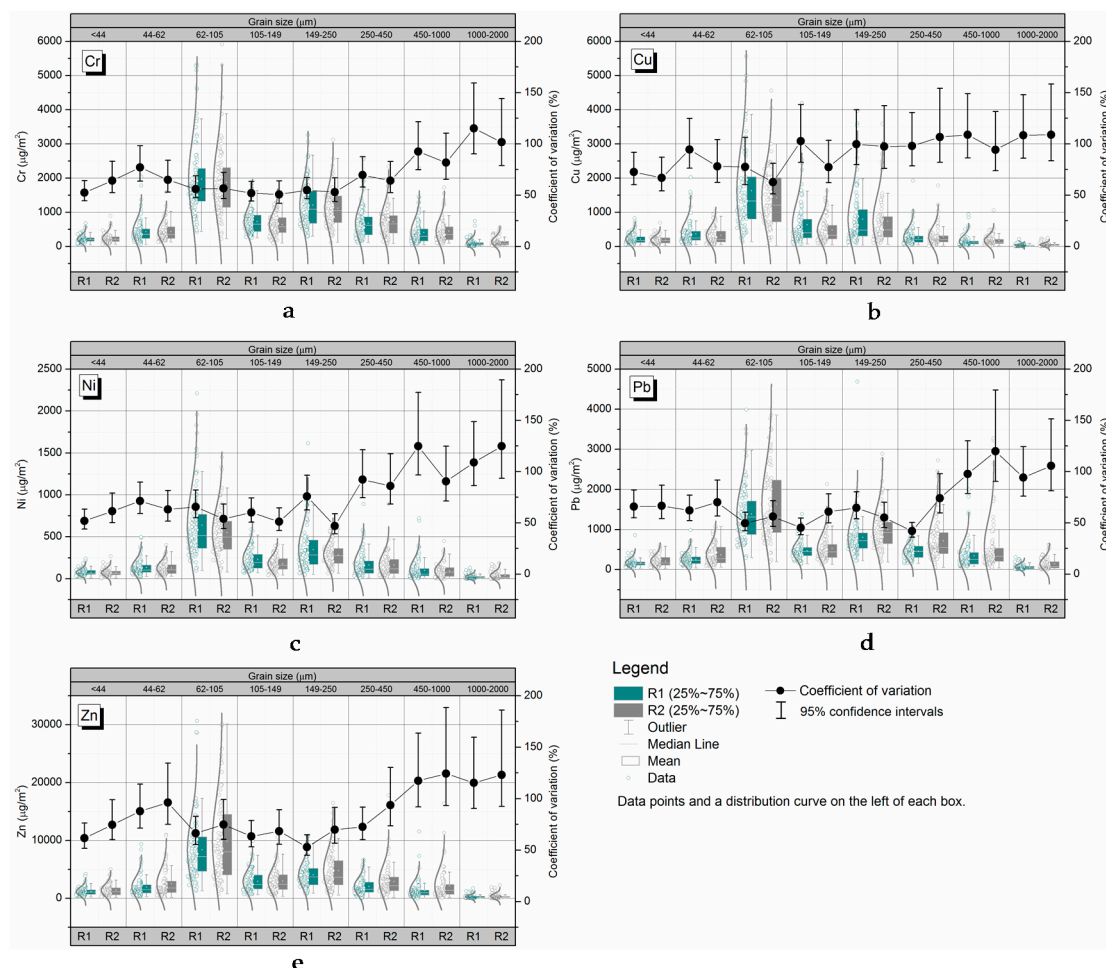 Grain size (μm)
<44 44-62 62-105 105-149 149-250 250-450 450-1000 1000-2000
Cr
Cr (μg/m²)
6000
5000
4000
3000
2000
1000
0
200
150
100
50
0
Coefficient of variation (%)
R1 R2 R1 R2 R1 R2 R1 R2 R1 R2 R1 R2 R1 R2 R1 R2
a
Grain size (μm)
<44 44-62 62-105 105-149 149-250 250-450 450-1000 1000-2000
Cu
Cu (μg/m²)
6000
5000
4000
3000
2000
1000
0
200
150
100
50
0
Coefficient of variation (%)
R1 R2 R1 R2 R1 R2 R1 R2 R1 R2 R1 R2 R1 R2 R1 R2
b
Grain size (μm)
<44 44-62 62-105 105-149 149-250 250-450 450-1000 1000-2000
Ni
Ni (μg/m²)
2500
2000
1500
1000
500
0
200
150
100
50
0
Coefficient of variation (%)
R1 R2 R1 R2 R1 R2 R1 R2 R1 R2 R1 R2 R1 R2 R1 R2
c
Grain size (μm)
<44 44-62 62-105 105-149 149-250 250-450 450-1000 1000-2000
Pb
Pb (μg/m²)
5000
4000
3000
2000
1000
0
200
150
100
50
0
Coefficient of variation (%)
R1 R2 R1 R2 R1 R2 R1 R2 R1 R2 R1 R2 R1 R2 R1 R2
d
Grain size (μm)
<44 44-62 62-105 105-149 149-250 250-450 450-1000 1000-2000
Zn
Zn (μg/m²)
30000
20000
10000
0
200
150
100
50
0
Coefficient of variation (%)
R1 R2 R1 R2 R1 R2 R1 R2 R1 R2 R1 R2 R1 R2 R1 R2
e
Legend
R1 (25%~75%)
R2 (25%~75%)
Outlier
Median Line
Mean
Data
Coefficient of variation
95% confidence intervals
Data points and a distribution curve on the left of each box.